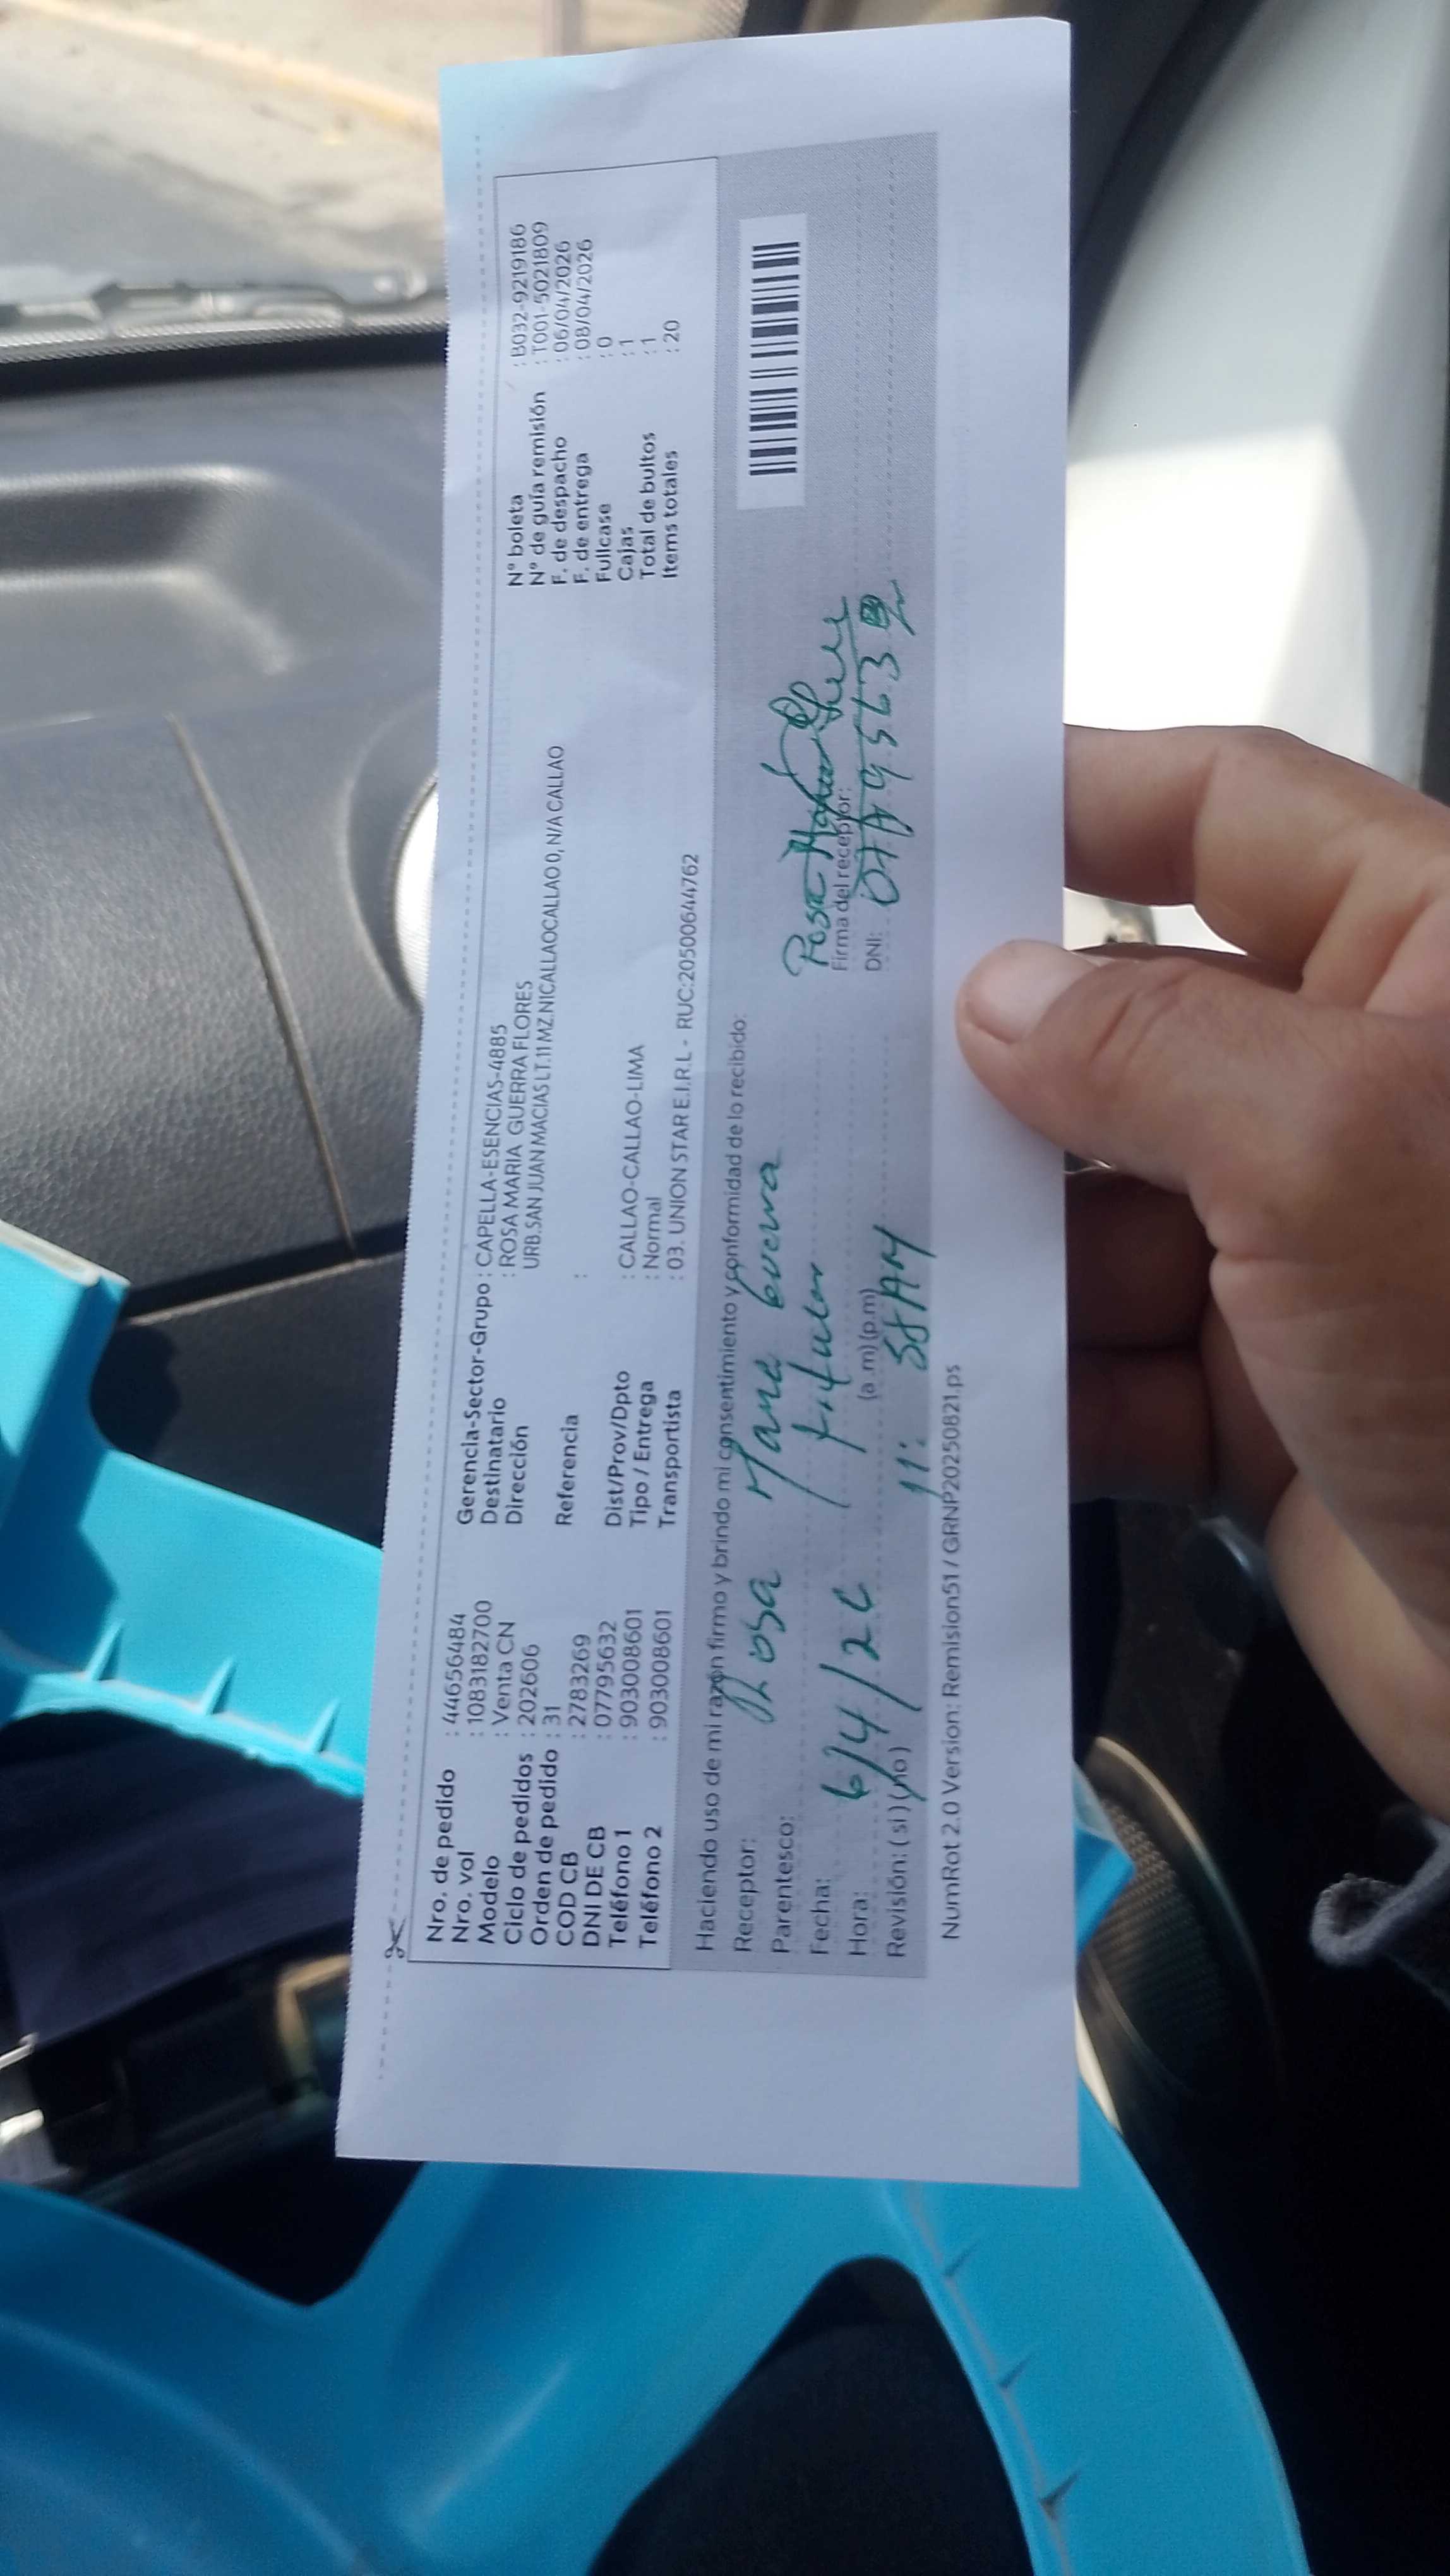 Nro. de pedido : 44656484
Nro. vol : 1083182700
Modelo : Venta CN
Ciclo de pedidos : 202606
Orden de pedido : 31
COD CB : 2783269
DNI DE CB : 07795632
Teléfono 1 : 903008601
Teléfono 2 : 903008601
Gerencia-Sector-Grupo : CAPELLA-ESENCIAS-4885
Destinatario : ROSA MARIA GUERRA FLORES
Dirección URB.SAN JUAN MACIAS LT.11 MZ.N|CALLAOCALLAO 0, N/A CALLAO
Referencia :
Dist/Prov/Dpto : CALLAO-CALLAO-LIMA
Tipo / Entrega : Normal
Transportista : 03. UNION STAR E.I.R.L - RUC:20500644762
N° boleta : B032-9219186
N° de guía remisión : T001-5021809
F. de despacho : 06/04/2026
F. de entrega : 08/04/2026
Fullcase : 0
Cajas : 1
Total de bultos : 1
Items totales : 20
Haciendo uso de mi razón firmo y brindo mi consentimiento y conformidad de lo recibido:
Receptor: Rosa Maria Guerra
Parentesco: titular
Fecha: 6/4/26
Hora: 11:58 AM (a.m) (p.m)
Revisión: ( si ) ( no )
Rosa
Firma del receptor:
DNI: 07795632
NumRot 2.0 Version: Remision51 / GRNP20250821.ps